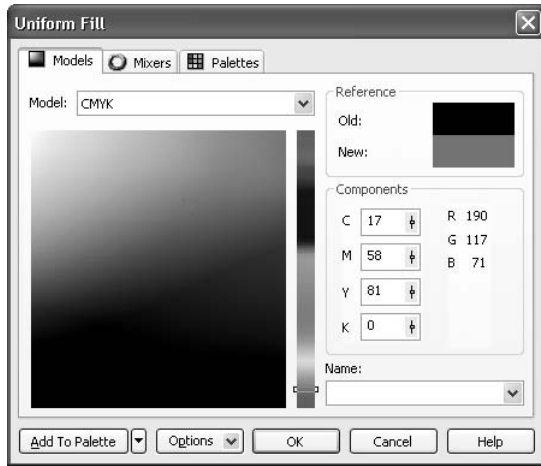 Uniform Fill
Models Mixers Palettes
Model: CMYK
Reference
Old:
New:
Components
C 17 R 190
G 117
M 58 B 71
Y 81
K 0
Name:
Add To Palette Options OK Cancel Help